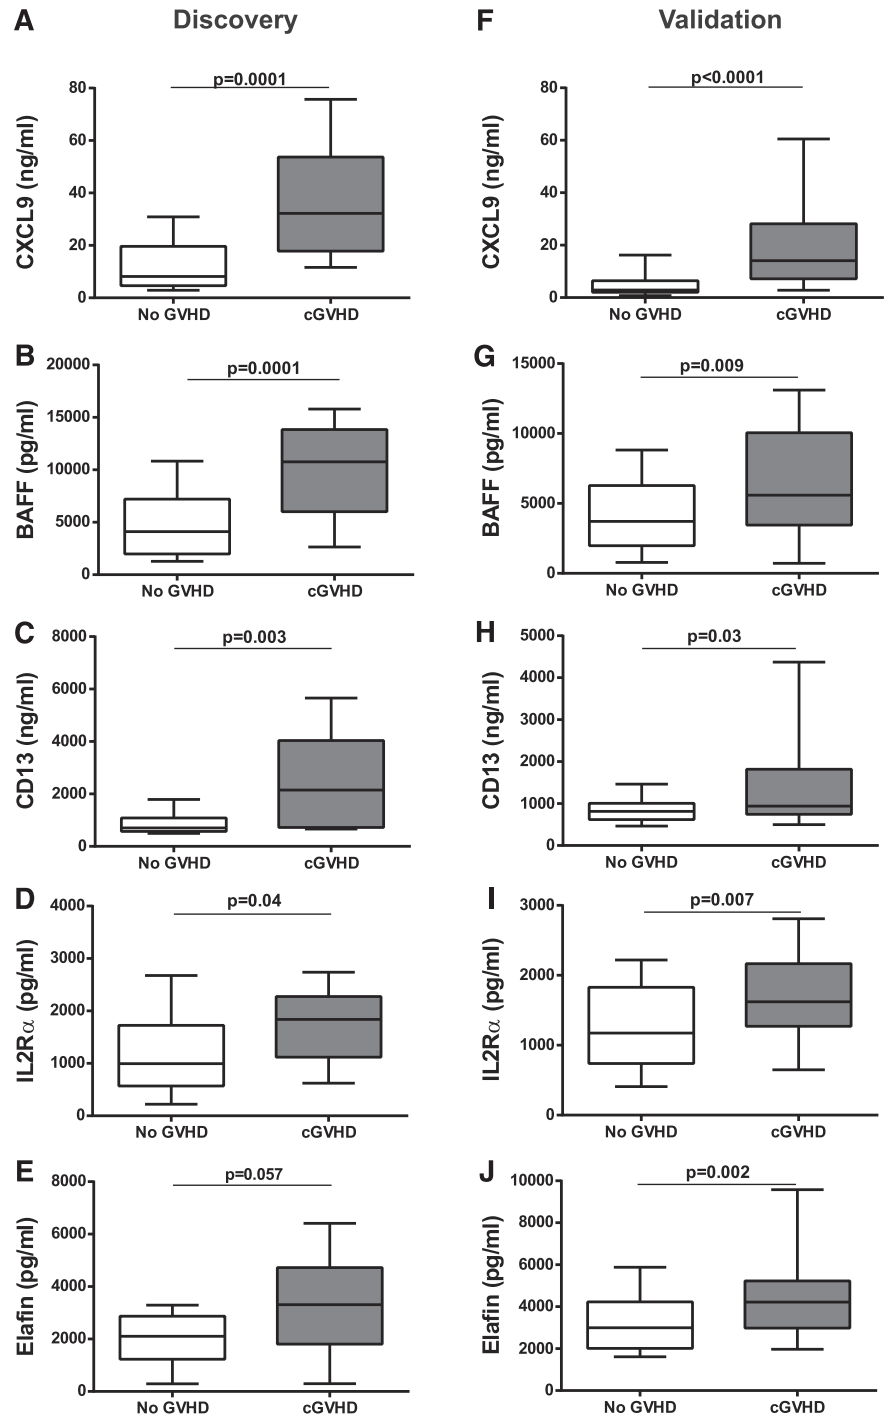 A Discovery
p=0.0001
CXCL9 (ng/ml)
80
60
40
20
0
No GVHD cGVHD
F Validation
p<0.0001
CXCL9 (ng/ml)
80
60
40
20
0
No GVHD cGVHD
B
p=0.0001
BAFF (pg/ml)
20000
15000
10000
5000
0
No GVHD cGVHD
G
p=0.009
BAFF (pg/ml)
15000
10000
5000
0
No GVHD cGVHD
C
p=0.003
CD13 (ng/ml)
8000
6000
4000
2000
0
No GVHD cGVHD
H
p=0.03
CD13 (ng/ml)
5000
4000
3000
2000
1000
0
No GVHD cGVHD
D
p=0.04
IL2Rα (pg/ml)
4000
3000
2000
1000
0
No GVHD cGVHD
I
p=0.007
IL2Rα (pg/ml)
3000
2000
1000
0
No GVHD cGVHD
E
p=0.057
Elafin (pg/ml)
8000
6000
4000
2000
0
No GVHD cGVHD
J
p=0.002
Elafin (pg/ml)
10000
8000
6000
4000
2000
0
No GVHD cGVHD